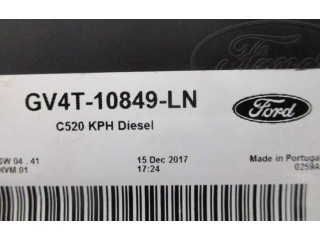 GV4T-10849-LN
C520 KPH Diesel
Ford
SW 04 . 41
HVM 01
15 Dec 2017
17:24
Made in Portugal